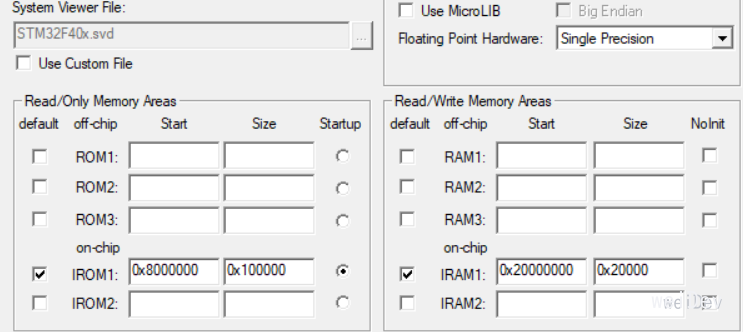 System Viewer File:
STM32F40x.svd
...
Use Custom File
Use MicroLIB
Big Endian
Floating Point Hardware: Single Precision
Read/Only Memory Areas
default off-chip Start Size Startup
ROM1:
ROM2:
ROM3:
on-chip
IROM1: 0x8000000 0x100000
IROM2:
Read/Write Memory Areas
default off-chip Start Size NoInit
RAM1:
RAM2:
RAM3:
on-chip
IRAM1: 0x20000000 0x20000
IRAM2: